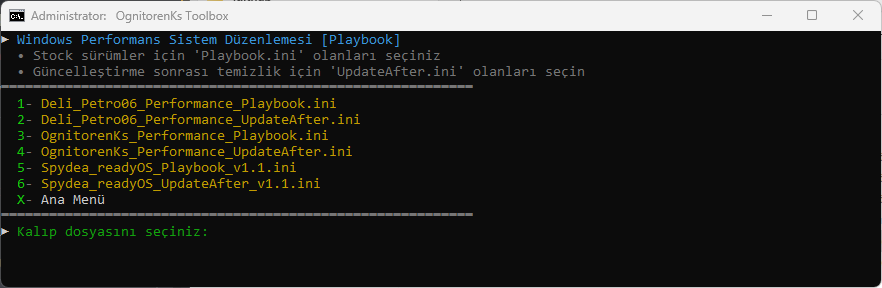 Administrator: OgnitorenKs Toolbox
► Windows Performans Sistem Düzenlemesi [Playbook]
• Stock sürümler için 'Playbook.ini' olanları seçiniz
• Güncelleştirme sonrası temizlik için 'UpdateAfter.ini' olanları seçin
1- Deli_Petro06_Performance_Playbook.ini
2- Deli_Petro06_Performance_UpdateAfter.ini
3- OgnitorenKs_Performance_Playbook.ini
4- OgnitorenKs_Performance_UpdateAfter.ini
5- Spydea_readyOS_Playbook_v1.1.ini
6- Spydea_readyOS_UpdateAfter_v1.1.ini
X- Ana Menü
► Kalıp dosyasını seçiniz: